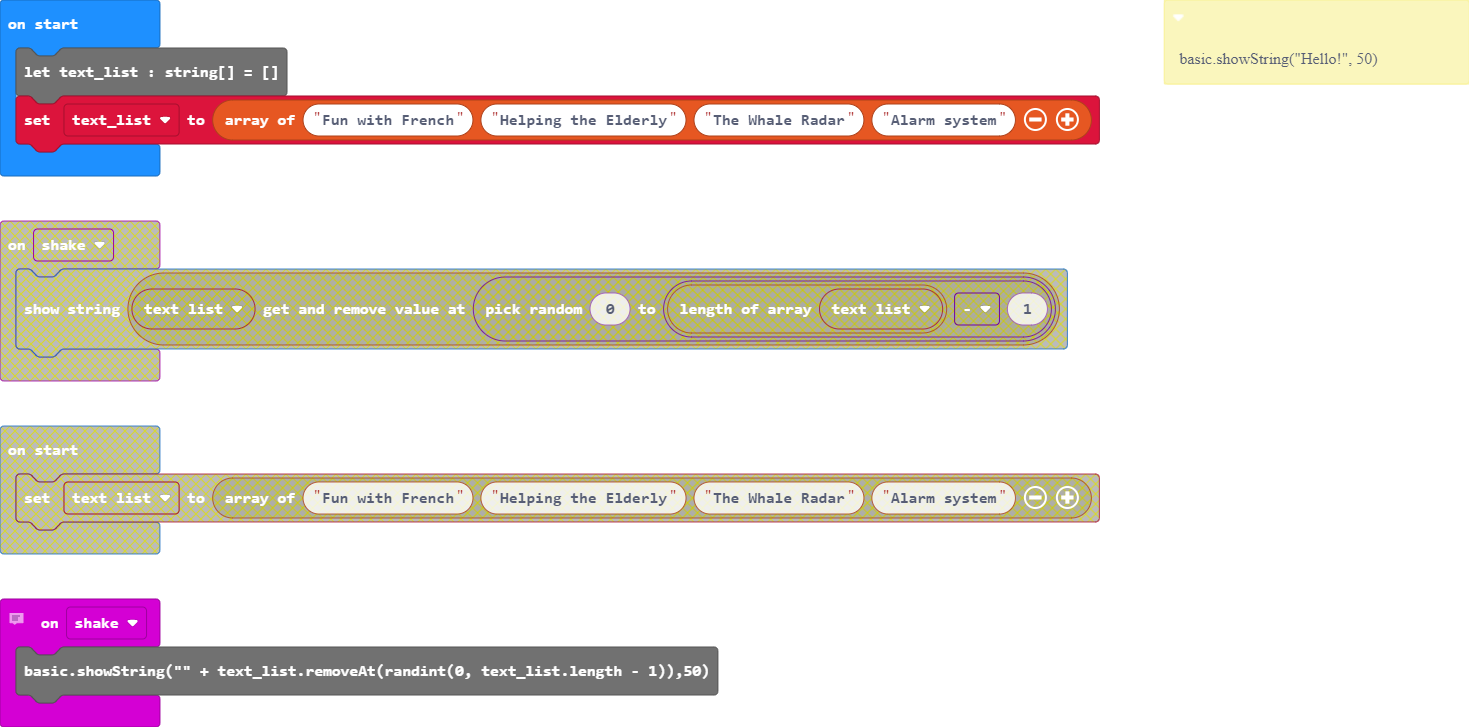 on start
let text_list : string[] = []
set text_list to array of "Fun with French" "Helping the Elderly" "The Whale Radar" "Alarm system"
basic.showString("Hello!", 50)
on shake
show string text list get and remove value at pick random 0 to length of array text list - 1
on start
set text list to array of "Fun with French" "Helping the Elderly" "The Whale Radar" "Alarm system"
on shake
basic.showString("" + text_list.removeAt(randint(0, text_list.length - 1)),50)